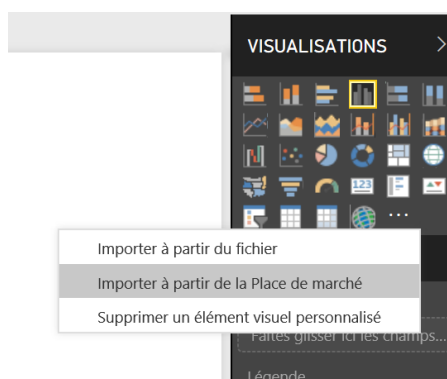 VISUALISATIONS
123
Importer à partir du fichier
Importer à partir de la Place de marché
Supprimer un élément visuel personnalisé
Faites glisser ici les champs...
Légende